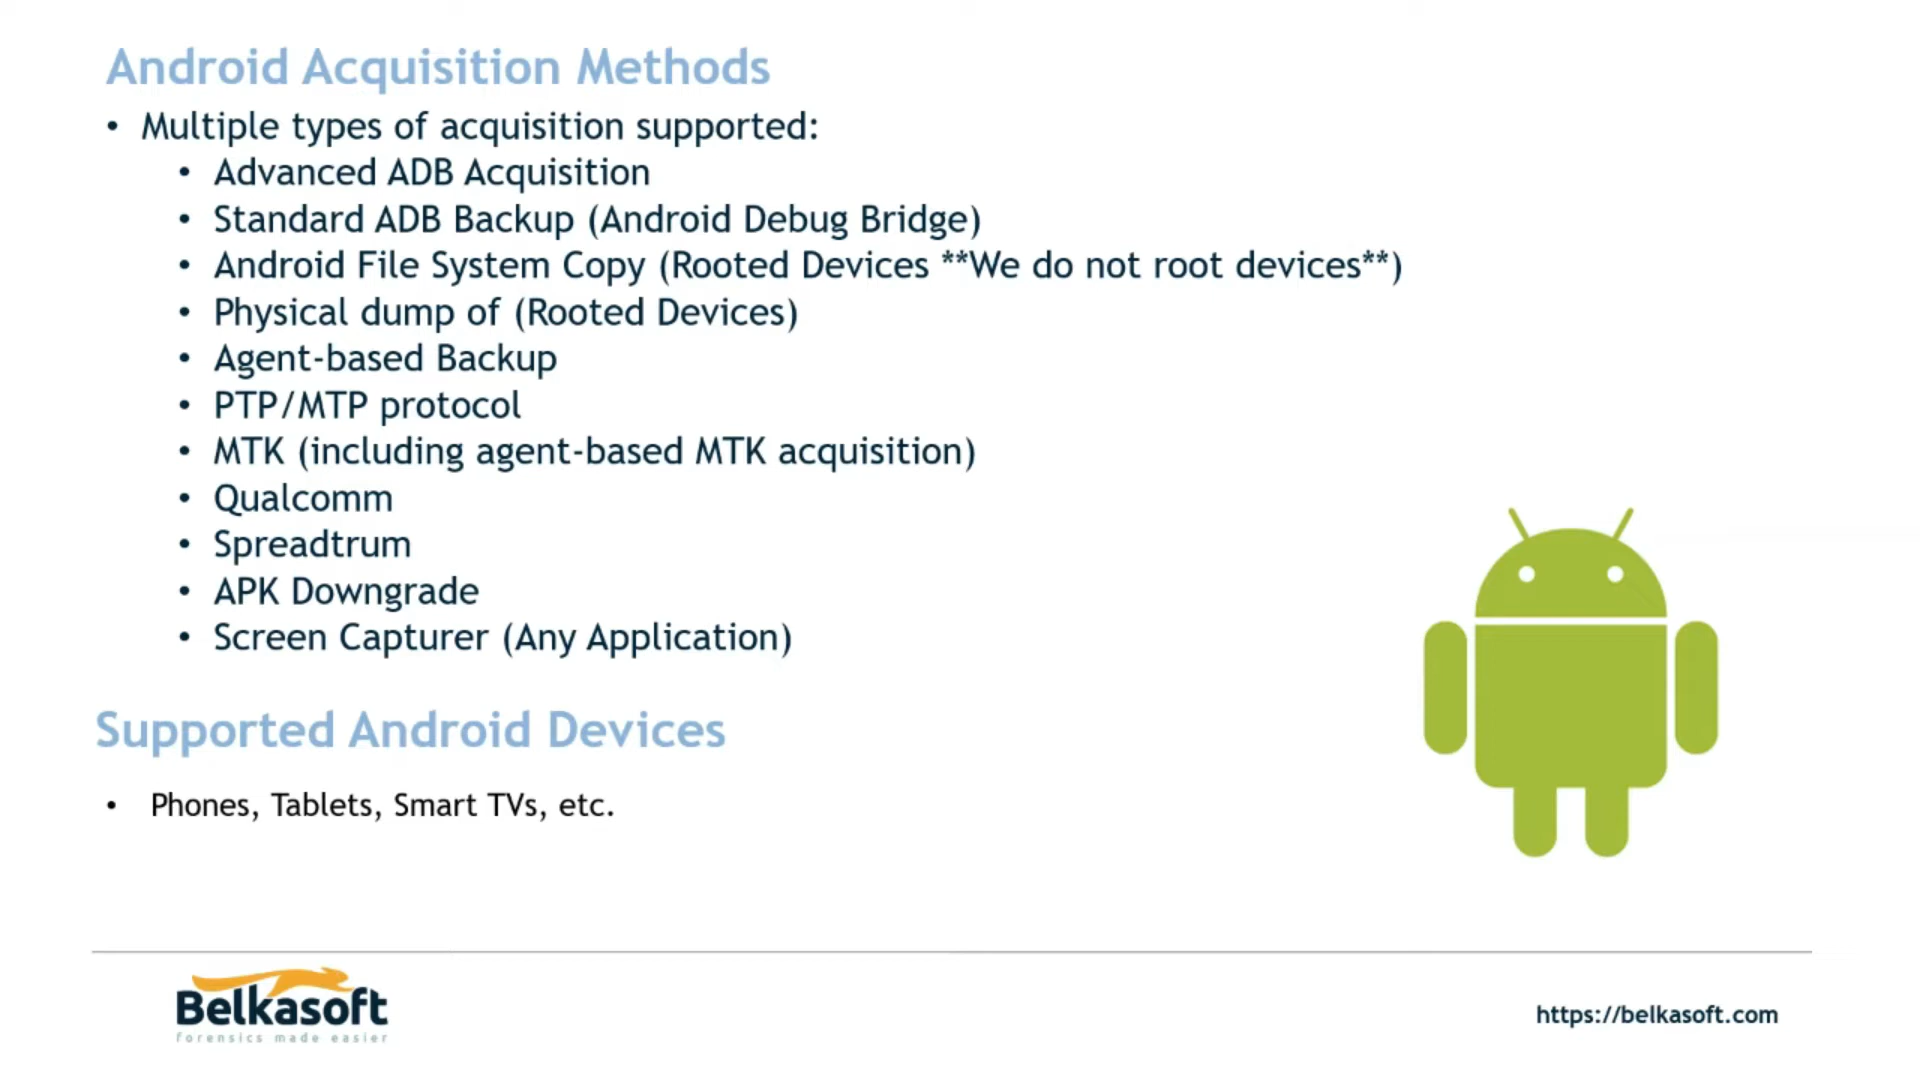 Android Acquisition Methods
• Multiple types of acquisition supported:
• Advanced ADB Acquisition
• Standard ADB Backup (Android Debug Bridge)
• Android File System Copy (Rooted Devices **We do not root devices**)
• Physical dump of (Rooted Devices)
• Agent-based Backup
• PTP/MTP protocol
• MTK (including agent-based MTK acquisition)
• Qualcomm
• Spreadtrum
• APK Downgrade
• Screen Capturer (Any Application)
Supported Android Devices
• Phones, Tablets, Smart TVs, etc.
Belkasoft
forensics made easier
https://belkasoft.com